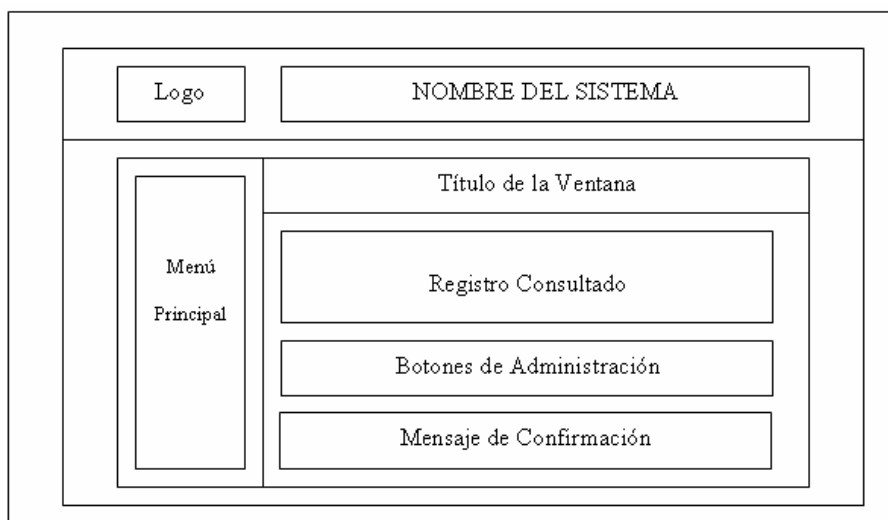 Logo
NOMBRE DEL SISTEMA
Título de la Ventana
Menú
Principal
Registro Consultado
Botones de Administración
Mensaje de Confirmación